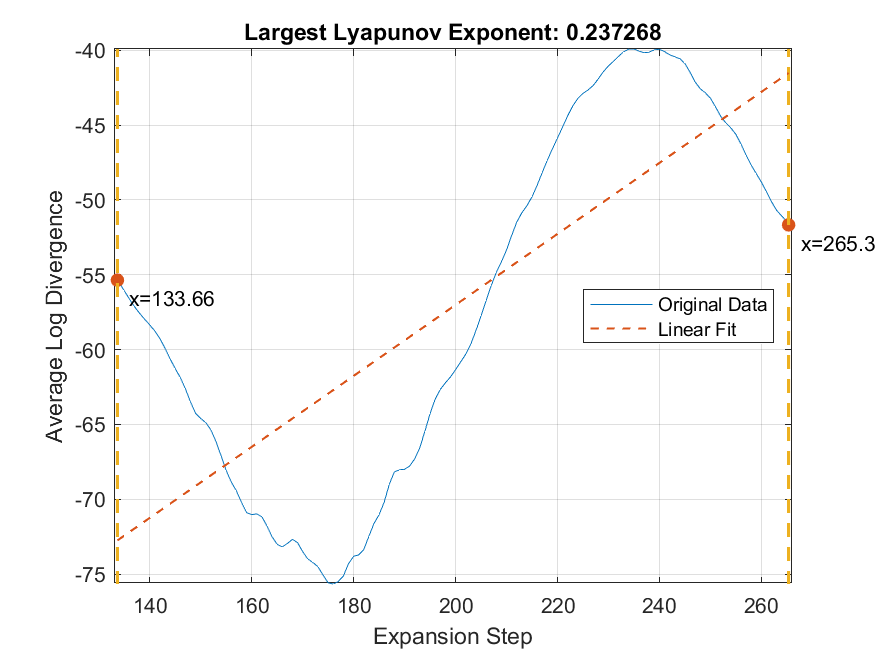 Largest Lyapunov Exponent: 0.237268
Average Log Divergence
-40
-45
-50
-55
-60
-65
-70
-75
x=133.66
x=265.3
Original Data
Linear Fit
140 160 180 200 220 240 260
Expansion Step